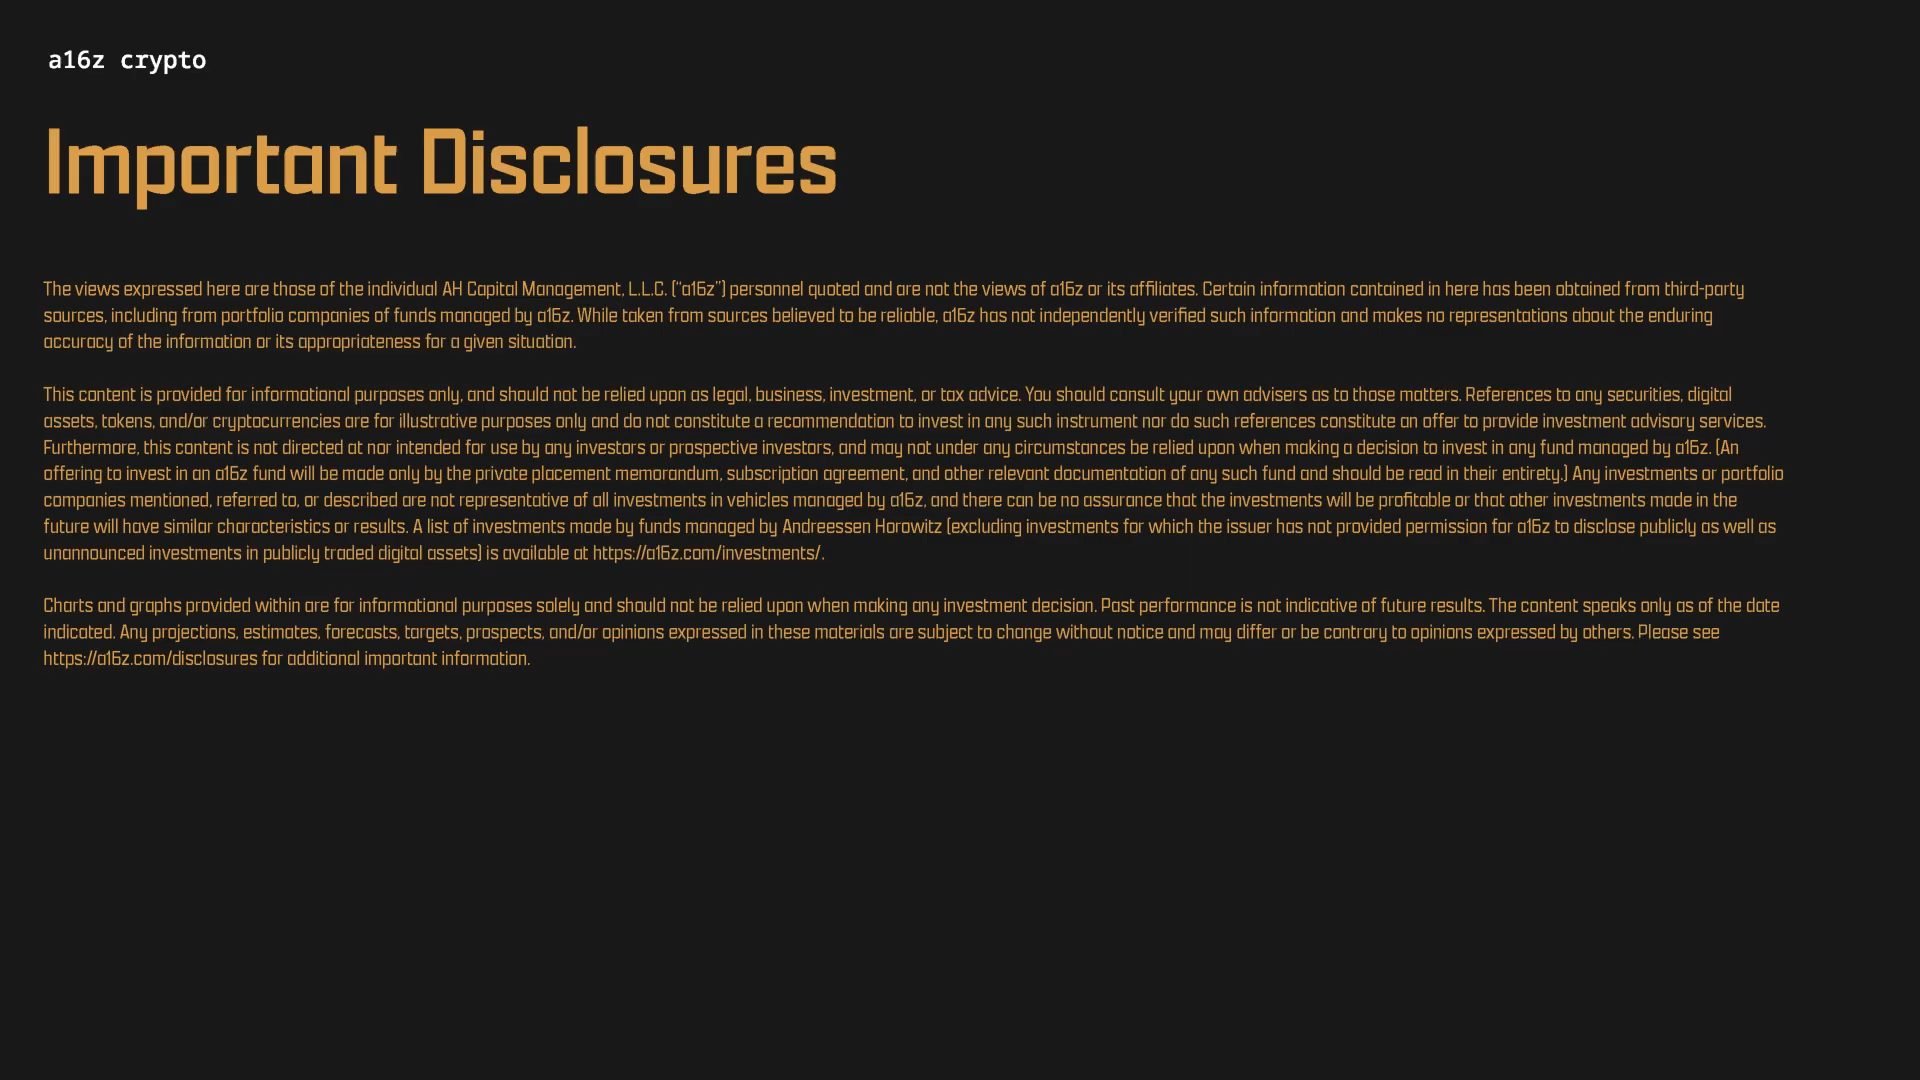 a16z crypto
Important Disclosures
The views expressed here are those of the individual AH Capital Management, L.L.C. (“a16z”) personnel quoted and are not the views of a16z or its affiliates. Certain information contained in here has been obtained from third-party
sources, including from portfolio companies of funds managed by a16z. While taken from sources believed to be reliable, a16z has not independently verified such information and makes no representations about the enduring
accuracy of the information or its appropriateness for a given situation.
This content is provided for informational purposes only, and should not be relied upon as legal, business, investment, or tax advice. You should consult your own advisers as to those matters. References to any securities, digital
assets, tokens, and/or cryptocurrencies are for illustrative purposes only and do not constitute a recommendation to invest in any such instrument nor do such references constitute an offer to provide investment advisory services.
Furthermore, this content is not directed at nor intended for use by any investors or prospective investors, and may not under any circumstances be relied upon when making a decision to invest in any fund managed by a16z. (An
offering to invest in an a16z fund will be made only by the private placement memorandum, subscription agreement, and other relevant documentation of any such fund and should be read in their entirety.) Any investments or portfolio
companies mentioned, referred to, or described are not representative of all investments in vehicles managed by a16z, and there can be no assurance that the investments will be profitable or that other investments made in the
future will have similar characteristics or results. A list of investments made by funds managed by Andreessen Horowitz (excluding investments for which the issuer has not provided permission for a16z to disclose publicly as well as
unannounced investments in publicly traded digital assets) is available at https://a16z.com/investments/.
Charts and graphs provided within are for informational purposes solely and should not be relied upon when making any investment decision. Past performance is not indicative of future results. The content speaks only as of the date
indicated. Any projections, estimates, forecasts, targets, prospects, and/or opinions expressed in these materials are subject to change without notice and may differ or be contrary to opinions expressed by others. Please see
https://a16z.com/disclosures for additional important information.